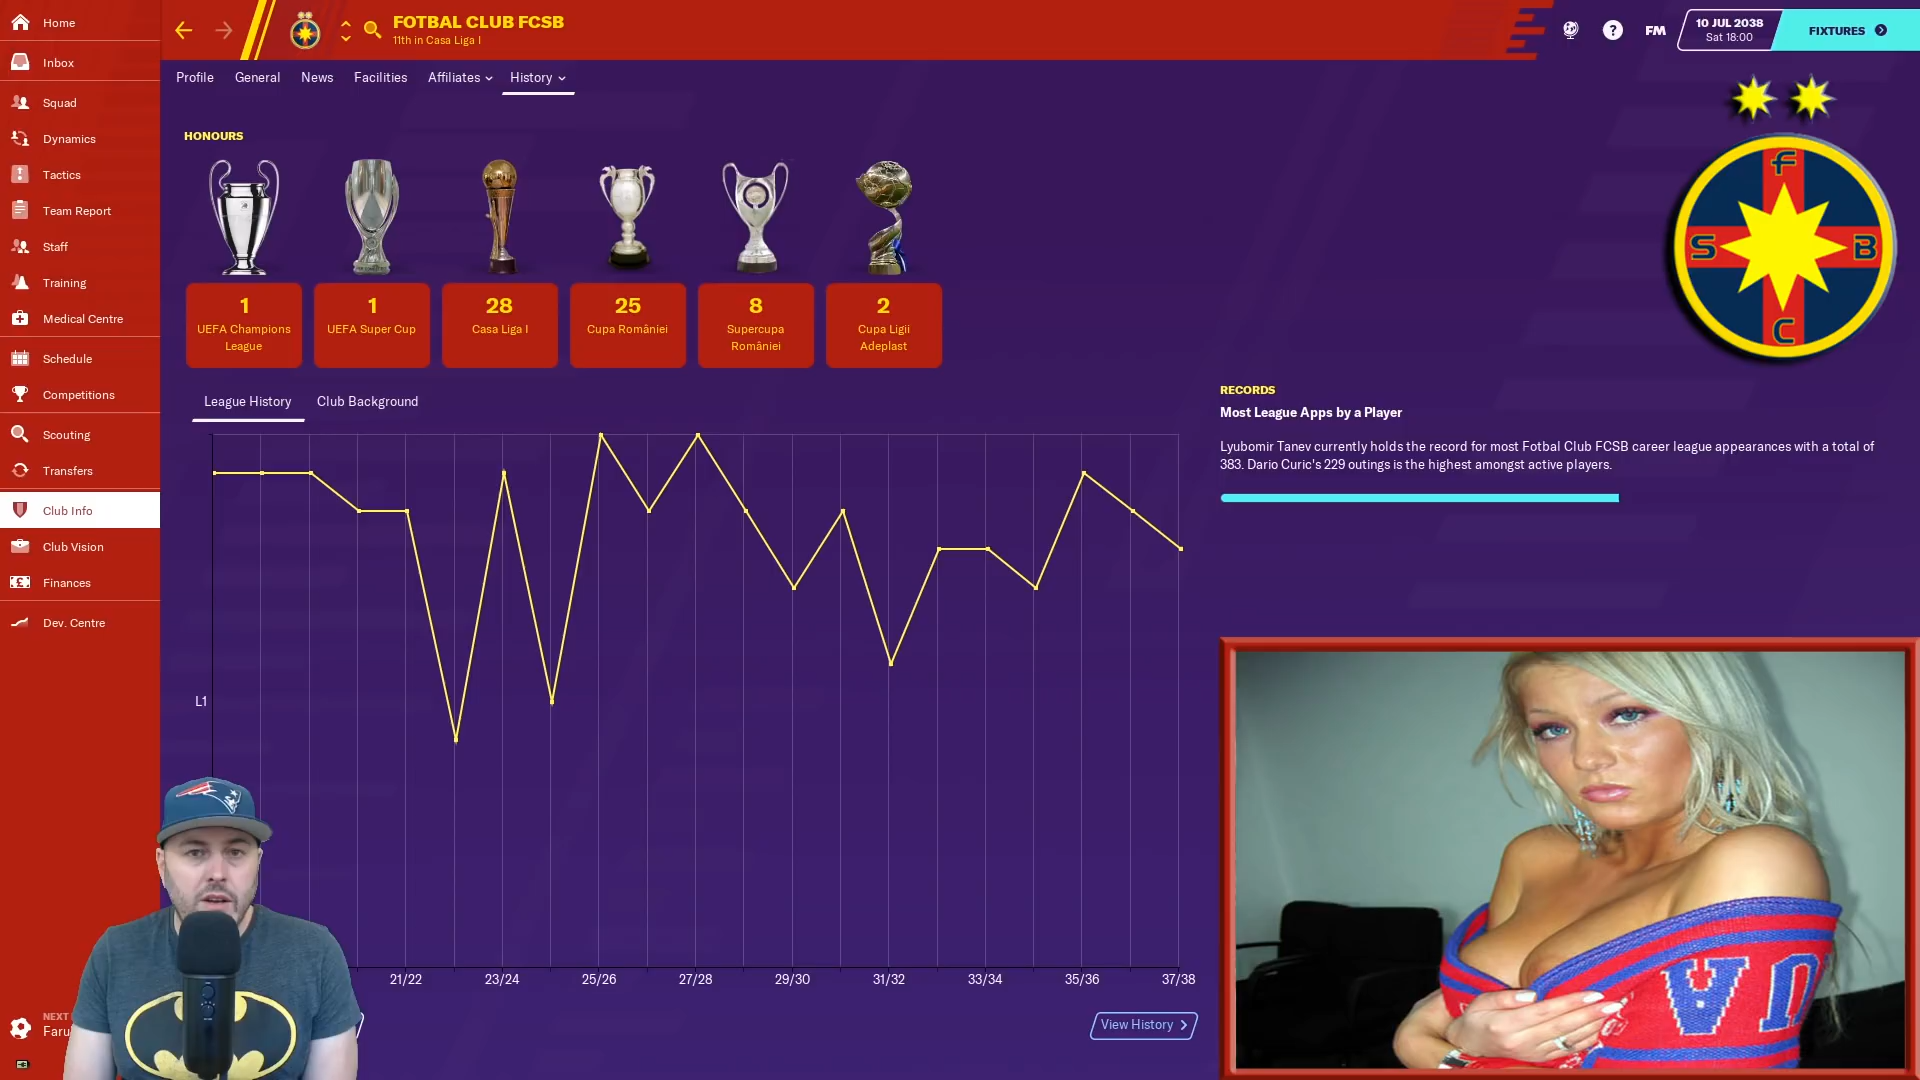 Home
Inbox
Squad
Dynamics
Tactics
Team Report
Staff
Training
Medical Centre
Schedule
Competitions
Scouting
Transfers
Club Info
Club Vision
Finances
Dev. Centre
NEXT
Faru
FOTBAL CLUB FCSB
11th in Casa Liga I
?
FM
10 JUL 2038
Sat 18:00
FIXTURES
Profile
General
News
Facilities
Affiliates
History
HONOURS
1
UEFA Champions
League
1
UEFA Super Cup
28
Casa Liga I
25
Cupa României
8
Supercupa
României
2
Cupa Ligii
Adeplast
F
S
B
C
League History
Club Background
L1
21/22
23/24
25/26
27/28
29/30
31/32
33/34
35/36
37/38
View History
RECORDS
Most League Apps by a Player
Lyubomir Tanev currently holds the record for most Fotbal Club FCSB career league appearances with a total of
383. Dario Curic's 229 outings is the highest amongst active players.